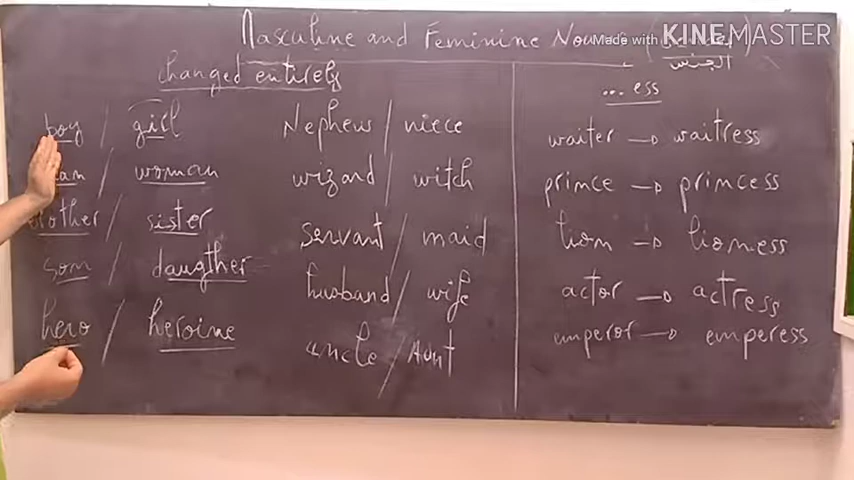 Masculine and Feminine Nou
Made with KINEMASTER
الجنس
changed entirely
boy / girl
man / woman
brother / sister
son / daugther
hero / heroine
Nephew / niece
wizard / witch
servant / maid
husband / wife
uncle / Aunt
... ess
waiter → waitress
prince → princess
lion → lioness
actor → actress
emperor → emperess